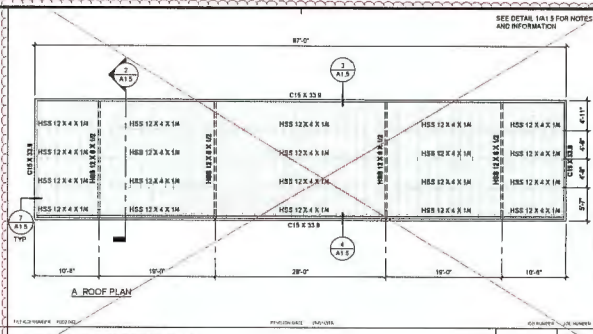 SEE DETAIL 1/A1.5 FOR NOTES
AND INFORMATION
97'-0"
2
A1.5
3
A1.5
C15 X 33.9
HSS 12 X 4 X 1/4 HSS 12 X 4 X 1/4 HSS 12 X 4 X 1/4 HSS 12 X 4 X 1/4 HSS 12 X 4 X 1/4
HSS 12 X 4 X 1/4 HSS 12 X 4 X 1/4 HSS 12 X 4 X 1/4 HSS 12 X 4 X 1/4 HSS 12 X 4 X 1/4
HSS 12 X 4 X 1/4 HSS 12 X 4 X 1/4 HSS 12 X 4 X 1/4 HSS 12 X 4 X 1/4 HSS 12 X 4 X 1/4
HSS 12 X 4 X 1/4 HSS 12 X 4 X 1/4 HSS 12 X 4 X 1/4 HSS 12 X 4 X 1/4 HSS 12 X 4 X 1/4
C15 X 33.9
HSS 12 X 8 X 1/2
HSS 12 X 8 X 1/2
HSS 12 X 8 X 1/2
HSS 12 X 8 X 1/2
C15 X 33.9
4'-11"
4'-8"
4'-8"
5'-7"
7
A1.5
TYP
C15 X 33.9
4
A1.5
19'-0"
19'-0"
10'-6"
A ROOF PLAN